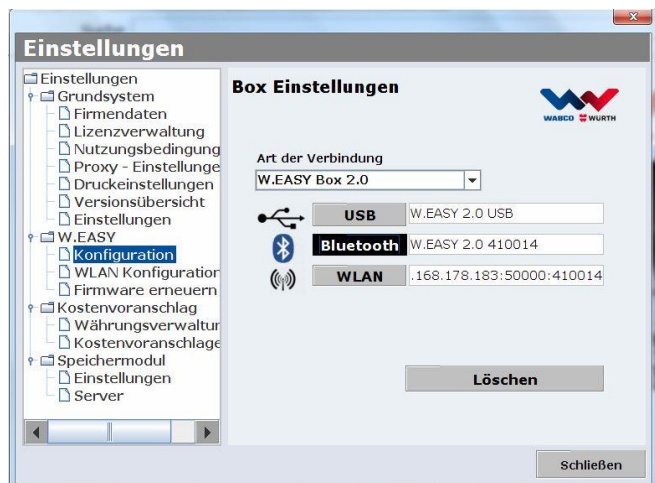 Einstellungen
Einstellungen
Grundsystem
Firmendaten
Lizenzverwaltung
Nutzungsbedingung
Proxy - Einstellunge
Druckeinstellungen
Versionsübersicht
Einstellungen
W.EASY
Konfiguration
WLAN Konfiguration
Firmware erneuern
Kostenvoranschlag
Währungsverwaltur
Kostenvoranschlage
Speichermodul
Einstellungen
Server
Box Einstellungen
WABCO WÜRTH
Art der Verbindung
W.EASY Box 2.0
USB W.EASY 2.0 USB
Bluetooth W.EASY 2.0 410014
WLAN .168.178.183:50000:410014
Löschen
Schließen